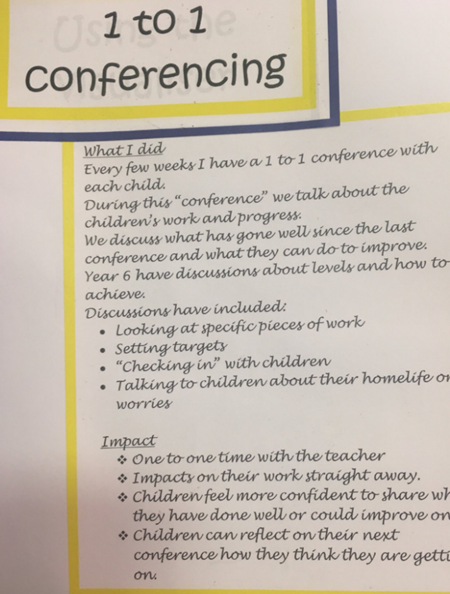 1 to 1
conferencing
What I did
Every few weeks I have a 1 to 1 conference with
each child.
During this “conference” we talk about the
children’s work and progress.
We discuss what has gone well since the last
conference and what they can do to improve.
Year 6 have discussions about levels and how to
achieve.
Discussions have included:
• Looking at specific pieces of work
• Setting targets
• “Checking in” with children
• Talking to children about their homelife or
worries
Impact
❖ One to one time with the teacher
❖ Impacts on their work straight away.
❖ Children feel more confident to share
they have done well or could improve on
❖ Children can reflect on their next
conference how they think they are
on.